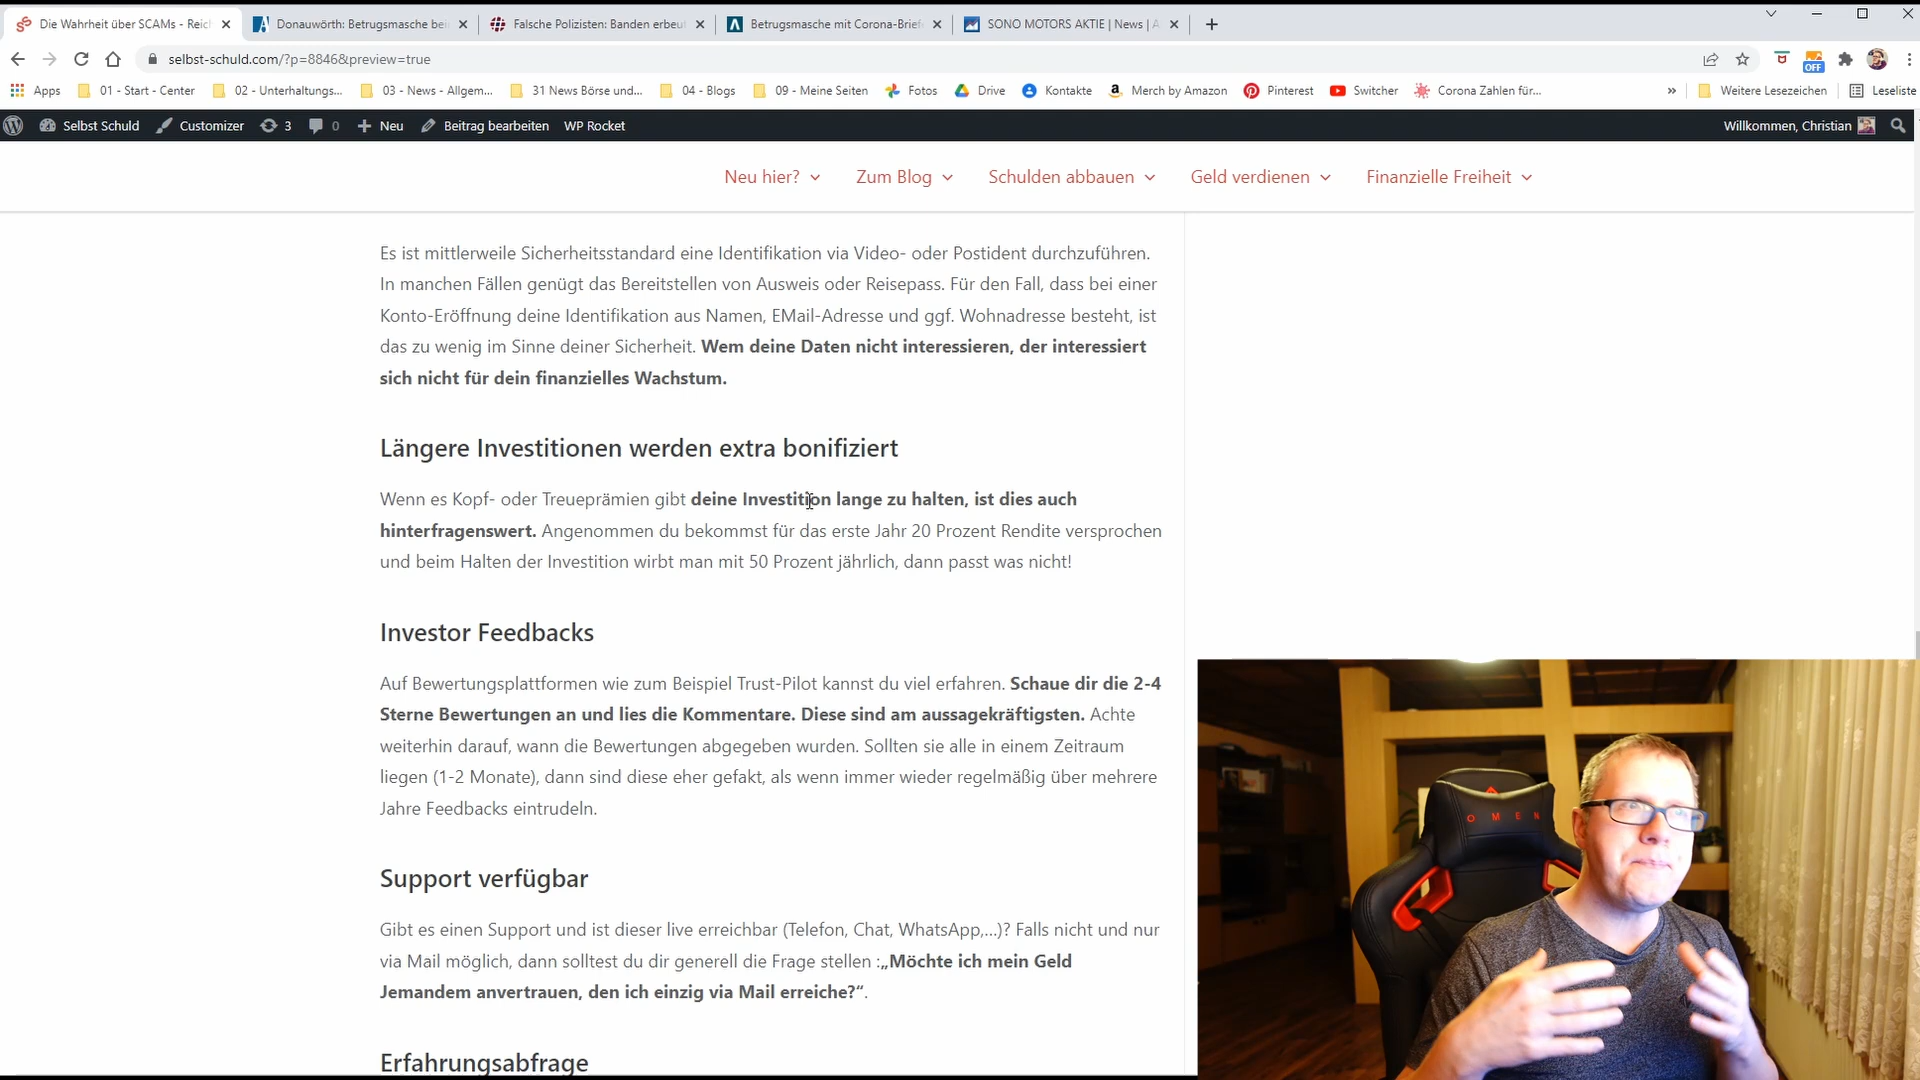 Die Wahrheit über SCAMs - Reich
Donauwörth: Betrugsmasche bei
Falsche Polizisten: Banden erbeut
Betrugsmasche mit Corona-Brief
SONO MOTORS AKTIE | News | A
selbst-schuld.com/?p=8846&preview=true
OFF
Apps
01 - Start - Center
02 - Unterhaltungs...
03 - News - Allgem...
31 News Börse und...
04 - Blogs
09 - Meine Seiten
Fotos
Drive
Kontakte
Merch by Amazon
Pinterest
Switcher
Corona Zahlen für...
»
Weitere Lesezeichen
Leseliste
Selbst Schuld
Customizer
3
0
Neu
Beitrag bearbeiten
WP Rocket
Willkommen, Christian
Neu hier?
Zum Blog
Schulden abbauen
Geld verdienen
Finanzielle Freiheit
Es ist mittlerweile Sicherheitsstandard eine Identifikation via Video- oder Postident durchzuführen.
In manchen Fällen genügt das Bereitstellen von Ausweis oder Reisepass. Für den Fall, dass bei einer
Konto-Eröffnung deine Identifikation aus Namen, EMail-Adresse und ggf. Wohnadresse besteht, ist
das zu wenig im Sinne deiner Sicherheit. Wem deine Daten nicht interessieren, der interessiert
sich nicht für dein finanzielles Wachstum.
Längere Investitionen werden extra bonifiziert
Wenn es Kopf- oder Treueprämien gibt deine Investition lange zu halten, ist dies auch
hinterfragenswert. Angenommen du bekommst für das erste Jahr 20 Prozent Rendite versprochen
und beim Halten der Investition wirbt man mit 50 Prozent jährlich, dann passt was nicht!
Investor Feedbacks
Auf Bewertungsplattformen wie zum Beispiel Trust-Pilot kannst du viel erfahren. Schaue dir die 2-4
Sterne Bewertungen an und lies die Kommentare. Diese sind am aussagekräftigsten. Achte
weiterhin darauf, wann die Bewertungen abgegeben wurden. Sollten sie alle in einem Zeitraum
liegen (1-2 Monate), dann sind diese eher gefakt, als wenn immer wieder regelmäßig über mehrere
Jahre Feedbacks eintrudeln.
Support verfügbar
Gibt es einen Support und ist dieser live erreichbar (Telefon, Chat, WhatsApp,...)? Falls nicht und nur
via Mail möglich, dann solltest du dir generell die Frage stellen :„Möchte ich mein Geld
Jemandem anvertrauen, den ich einzig via Mail erreiche?“.
Erfahrungsabfrage
OMEN